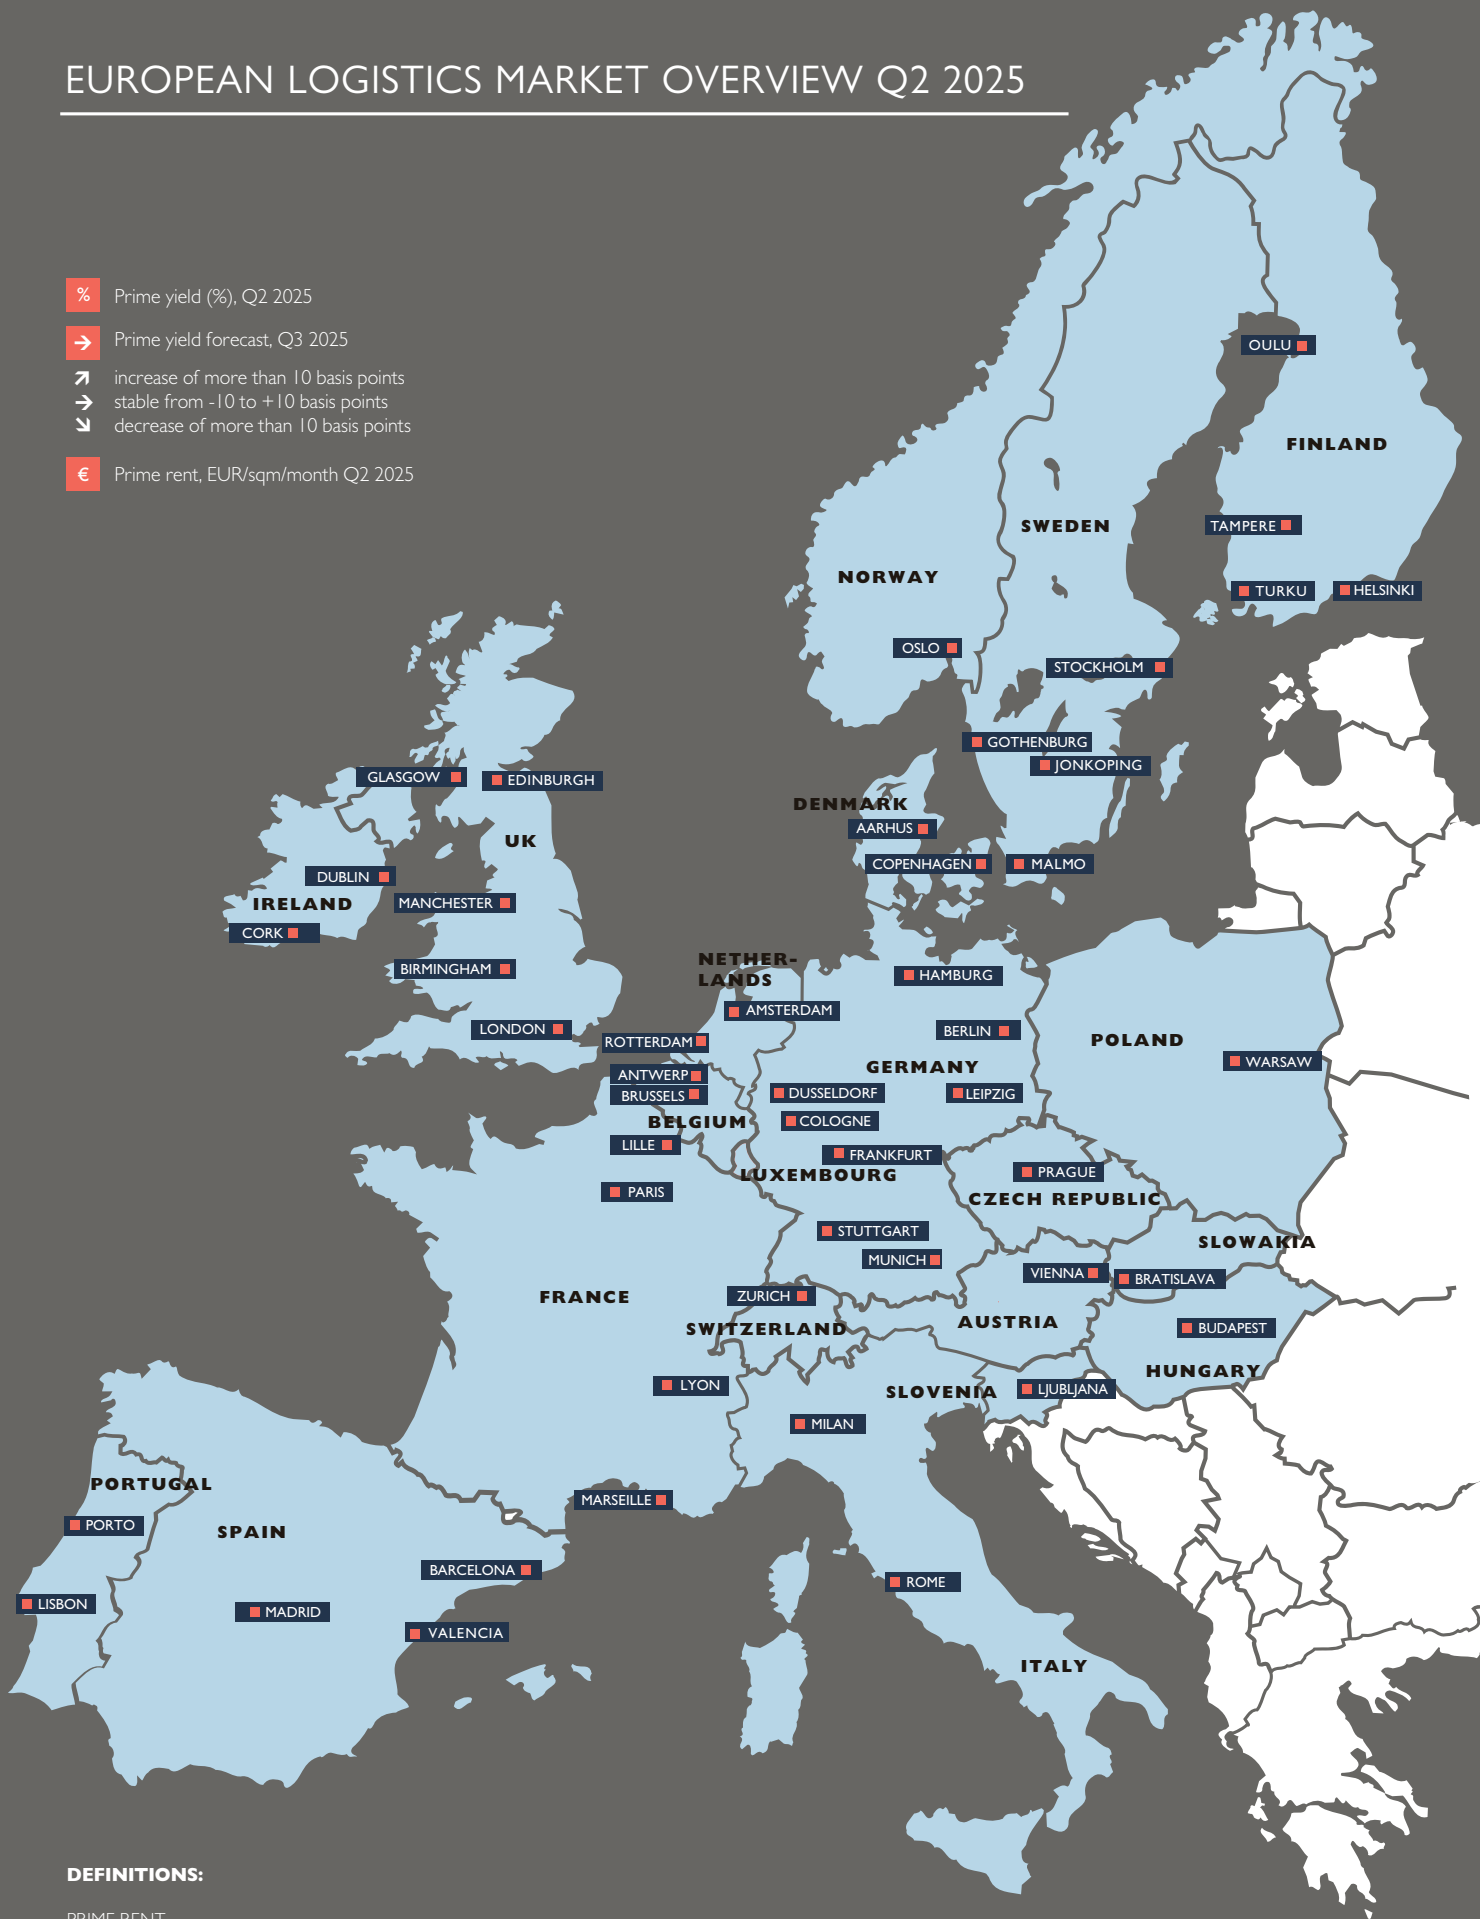 EUROPEAN LOGISTICS MARKET OVERVIEW Q2 2025
% Prime yield (%), Q2 2025
→ Prime yield forecast, Q3 2025
↗ increase of more than 10 basis points
→ stable from -10 to +10 basis points
↘ decrease of more than 10 basis points
€ Prime rent, EUR/sqm/month Q2 2025
OULU
FINLAND
TAMPERE
SWEDEN
NORWAY
TURKU
HELSINKI
OSLO
STOCKHOLM
GOTHENBURG
JONKOPING
GLASGOW
EDINBURGH
DENMARK
AARHUS
UK
COPENHAGEN
MALMO
DUBLIN
IRELAND
MANCHESTER
CORK
NETHER-
LANDS
BIRMINGHAM
HAMBURG
AMSTERDAM
LONDON
BERLIN
ROTTERDAM
POLAND
WARSAW
GERMANY
ANTWERP
BRUSSELS
DUSSELDORF
LEIPZIG
BELGIUM
COLOGNE
LILLE
FRANKFURT
LUXEMBOURG
PRAGUE
PARIS
CZECH REPUBLIC
STUTTGART
SLOWAKIA
MUNICH
VIENNA
BRATISLAVA
FRANCE
ZURICH
SWITZERLAND
AUSTRIA
BUDAPEST
HUNGARY
LYON
SLOVENIA
LJUBLJANA
MILAN
PORTUGAL
MARSEILLE
PORTO
SPAIN
BARCELONA
ROME
LISBON
MADRID
VALENCIA
ITALY
DEFINITIONS:
PRIME RENT